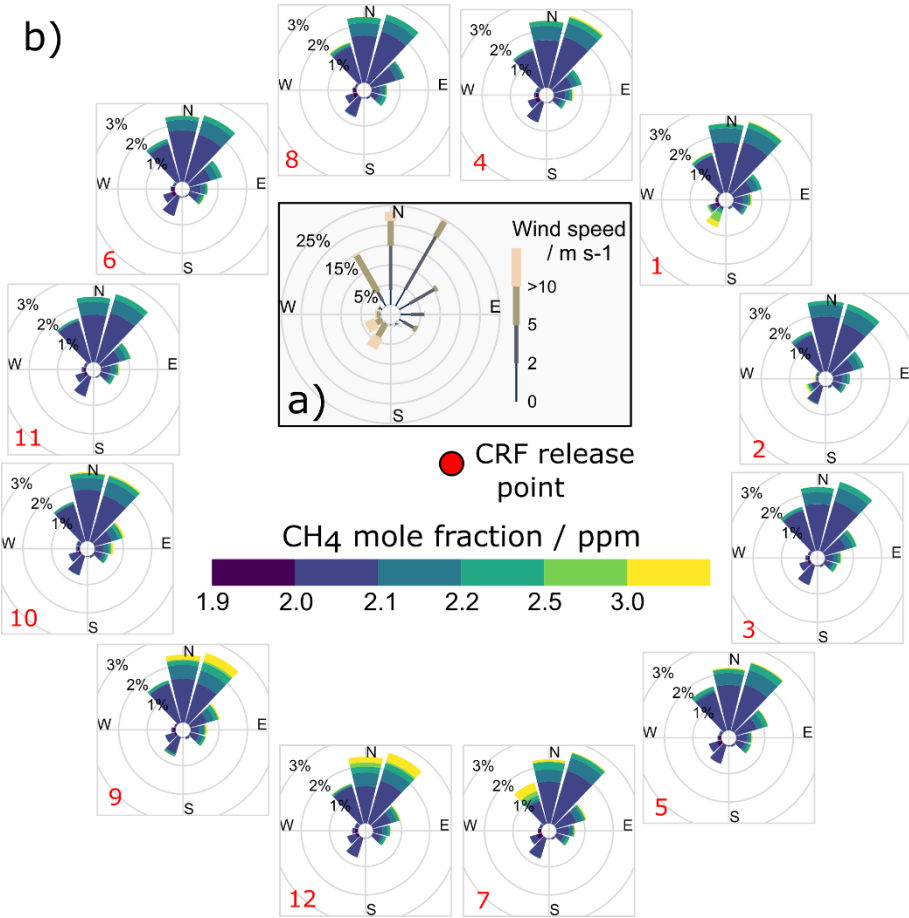 b)
3%
2%
1%
N
W
E
S
8
3%
2%
1%
N
W
E
S
4
3%
2%
1%
N
W
E
S
6
3%
2%
1%
N
W
E
S
1
25%
15%
5%
N
W
E
S
a)
Wind speed
/ m s-1
>10
5
2
0
3%
2%
1%
N
W
E
S
11
3%
2%
1%
N
W
E
S
2
CRF release
point
3%
2%
1%
N
W
E
S
10
3%
2%
1%
N
W
E
S
3
CH4 mole fraction / ppm
1.9 2.0 2.1 2.2 2.5 3.0
3%
2%
1%
N
W
E
S
9
3%
2%
1%
N
W
E
S
5
3%
2%
1%
N
W
E
S
12
3%
2%
1%
N
W
E
S
7